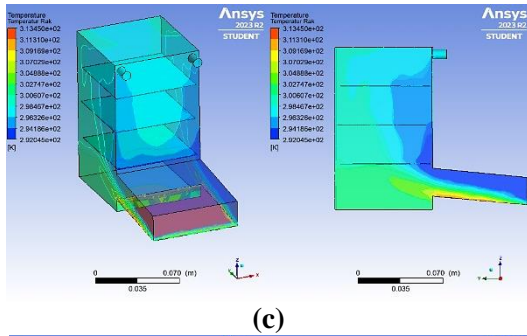 Temperature
Temperatur Rak
3.13450e+02
3.11310e+02
3.09169e+02
3.07029e+02
3.04888e+02
3.02747e+02
3.00607e+02
2.98467e+02
2.96326e+02
2.94186e+02
2.92045e+02
[K]
Ansys
2023 R2
STUDENT
0
0.070 (m)
0.035
z
Y
x
Temperature
Temperatur Rak
3.13450e+02
3.11310e+02
3.09169e+02
3.07029e+02
3.04888e+02
3.02747e+02
3.00607e+02
2.98467e+02
2.96326e+02
2.94186e+02
2.92045e+02
[K]
Ansys
2023 R2
STUDENT
0
0.070 (m)
0.035
z
Y
(c)